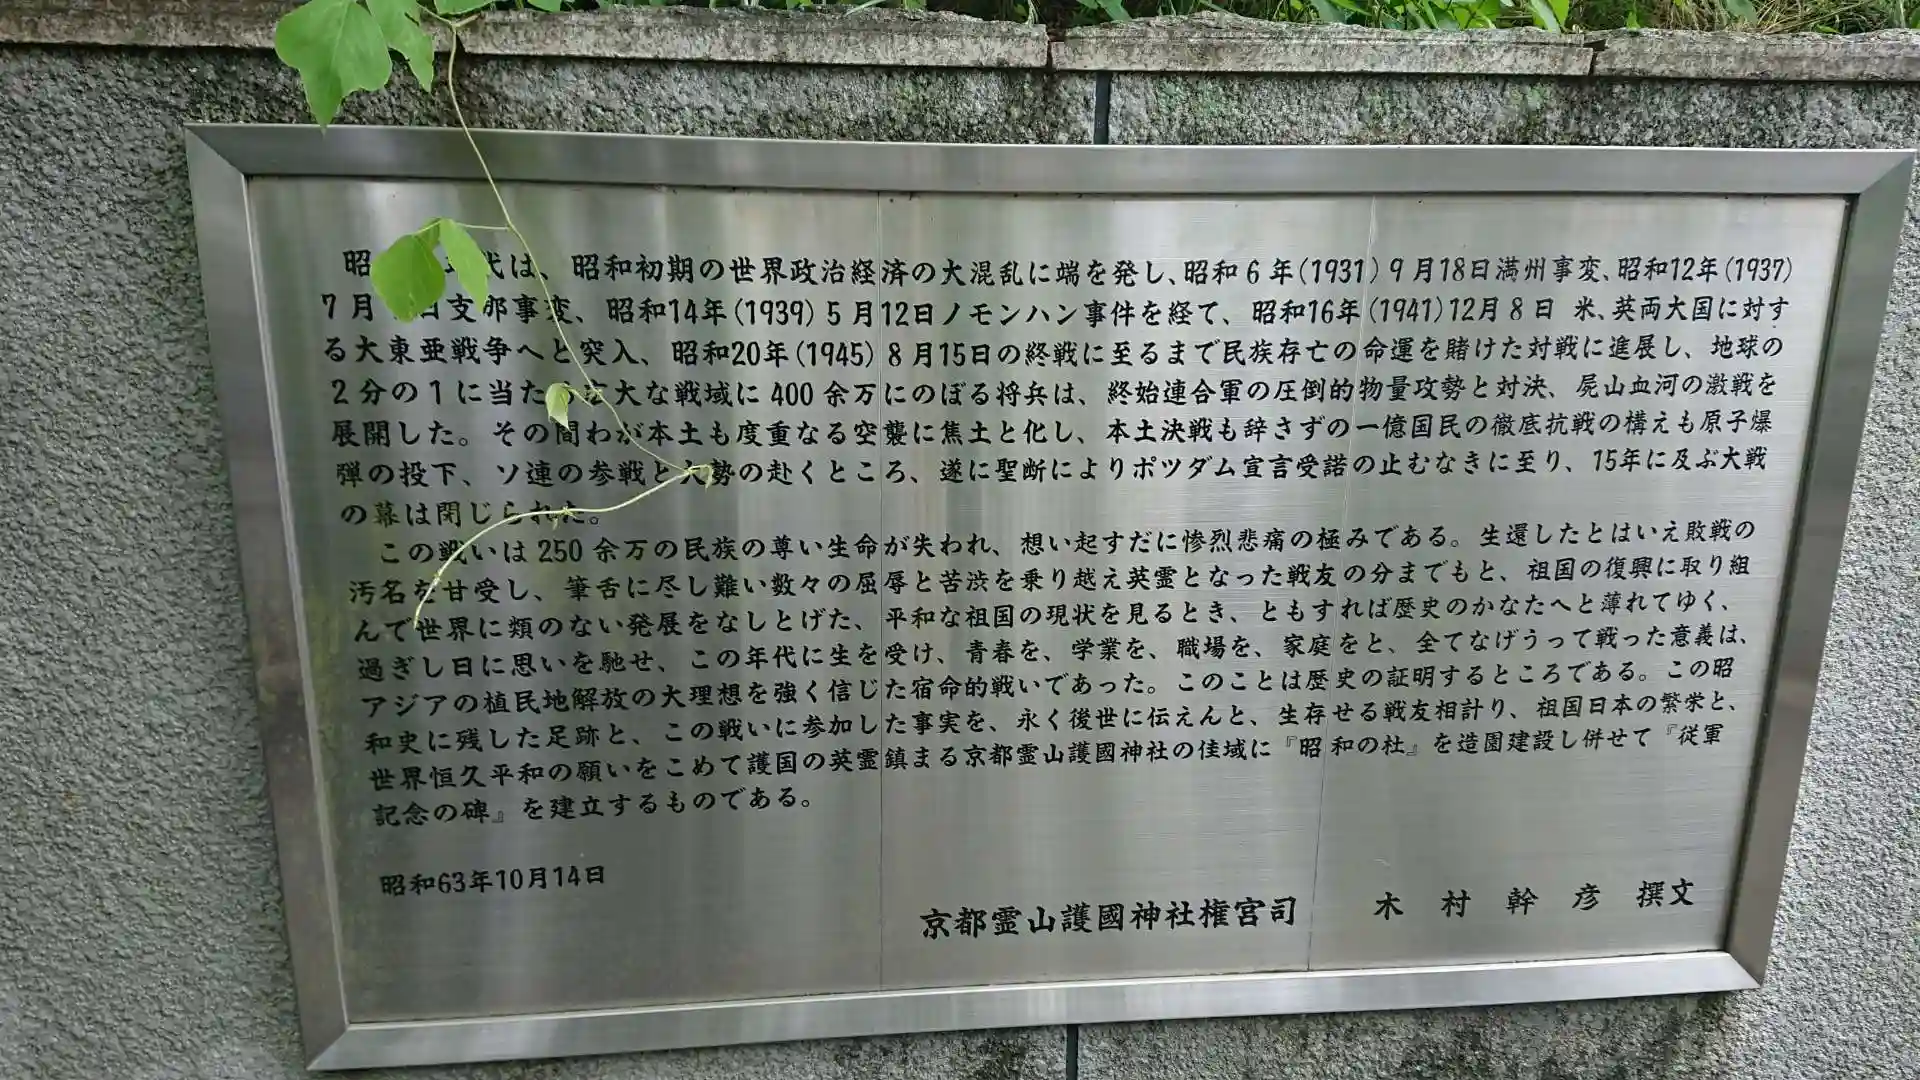 昭 代は、昭和初期の世界政治経済の大混乱に端を発し、昭和6年(1931)9月18日満州事変、昭和12年(1937)
7月 日支那事変、昭和14年(1939)5月12日ノモンハン事件を経て、昭和16年(1941)12月8日 米、英両大国に対す
る大東亜戦争へと突入、昭和20年(1945)8月15日の終戦に至るまで民族存亡の命運を賭けた対戦に進展し、地球の
2分の1に当た 大な戦域に400余万にのぼる将兵は、終始連合軍の圧倒的物量攻勢と対決、屍山血河の激戦を
展開した。その間わが本土も度重なる空襲に焦土と化し、本土決戦も辞さずの一億国民の徹底抗戦の構えも原子爆
弾の投下、ソ連の参戦と大勢の赴くところ、遂に聖断によりポツダム宣言受諾の止むなきに至り、15年に及ぶ大戦
の幕は閉じられた。
この戦いは250余万の民族の尊い生命が失われ、想い起すだに惨烈悲痛の極みである。生還したとはいえ敗戦の
汚名を甘受し、筆舌に尽し難い数々の屈辱と苦渋を乗り越え英霊となった戦友の分までもと、祖国の復興に取り組
んで世界に類のない発展をなしとげた、平和な祖国の現状を見るとき、ともすれば歴史のかなたへと薄れてゆく、
過ぎし日に思いを馳せ、この年代に生を受け、青春を、学業を、職場を、家庭をと、全てなげうって戦った意義は、
アジアの植民地解放の大理想を強く信じた宿命的戦いであった。このことは歴史の証明するところである。この昭
和史に残した足跡と、この戦いに参加した事実を、永く後世に伝えんと、生存せる戦友相計り、祖国日本の繁栄と、
世界恒久平和の願いをこめて護国の英霊鎮まる京都霊山護國神社の佳域に『昭和の杜』を造園建設し併せて『従軍
記念の碑』を建立するものである。
昭和63年10月14日
京都霊山護國神社権宮司 木村幹彦 撰文